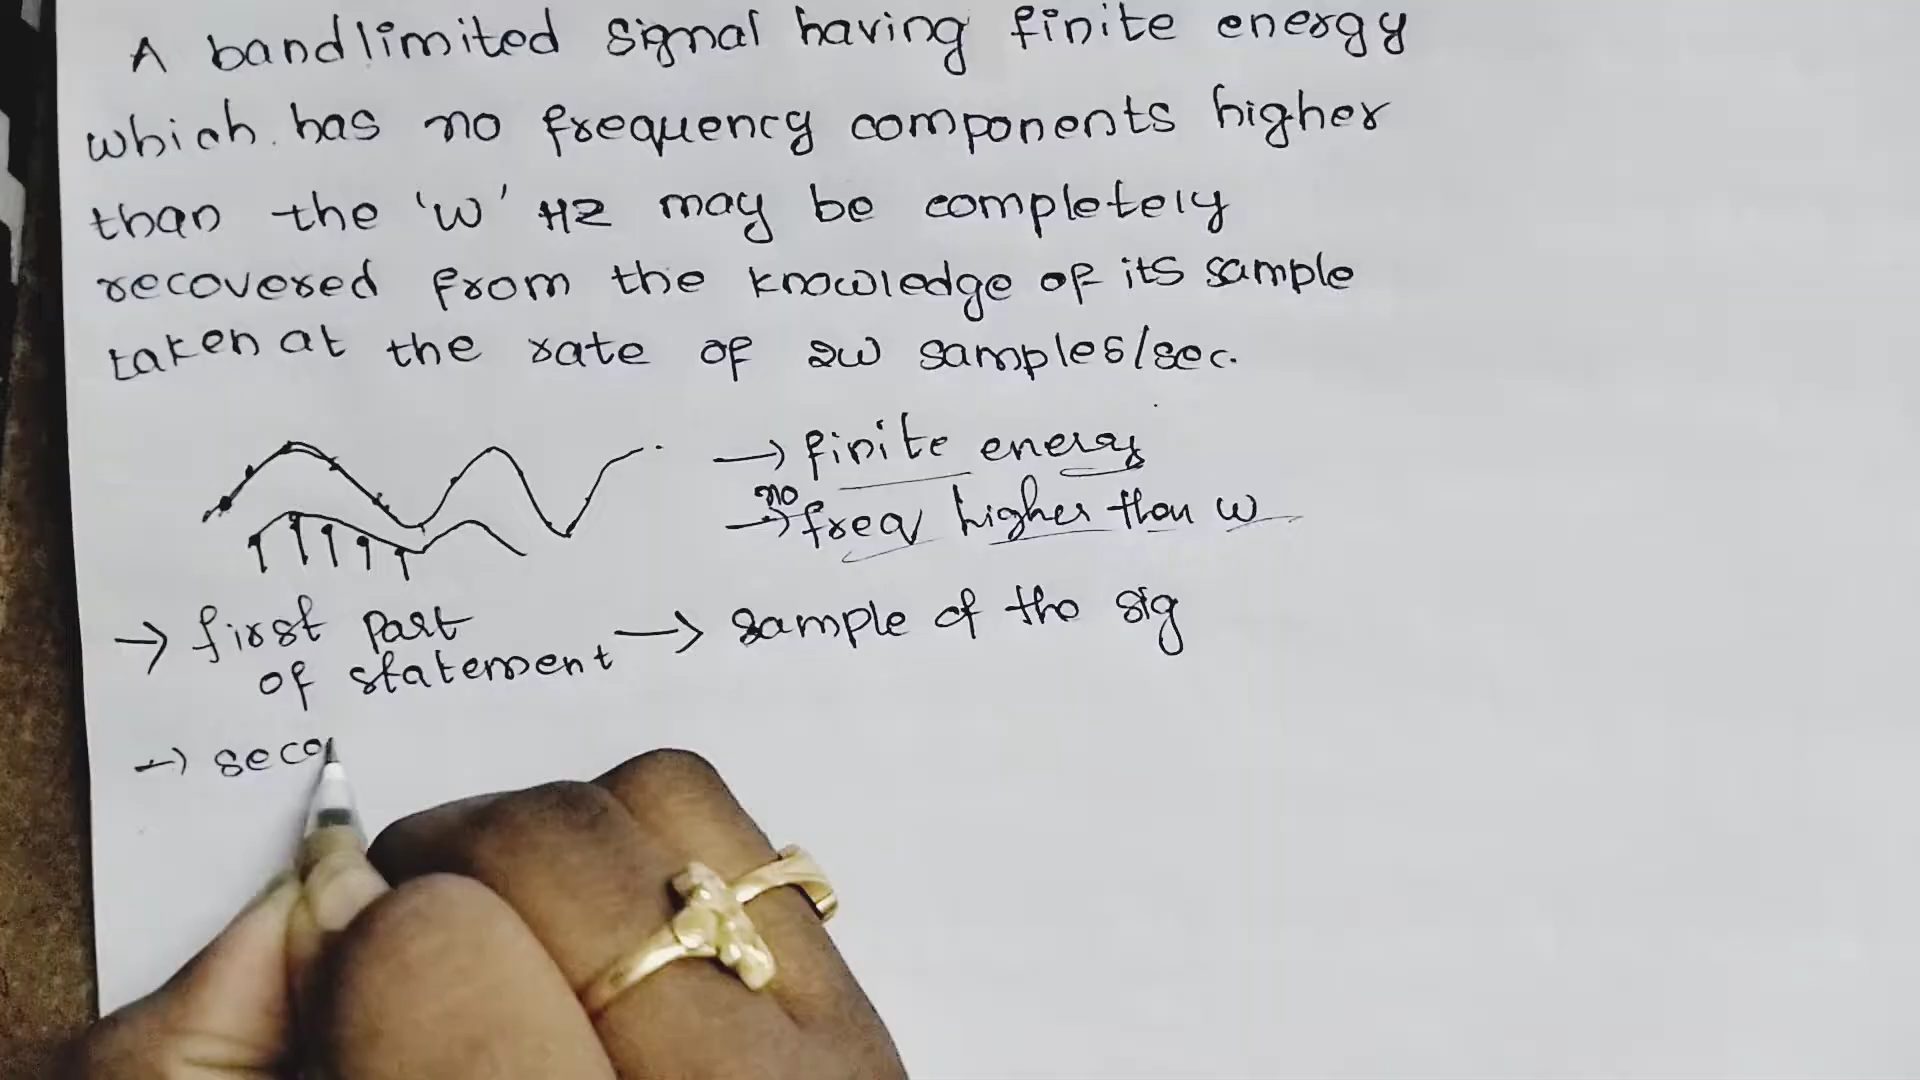 A bandlimited signal having finite energy
which has no frequency components higher
than the 'W' HZ may be completely
recovered from the knowledge of its sample
taken at the rate of 2W samples/sec.
→ finite energy
no
→ freq higher than W
→ first part
of statement → sample of the sig
→ seco